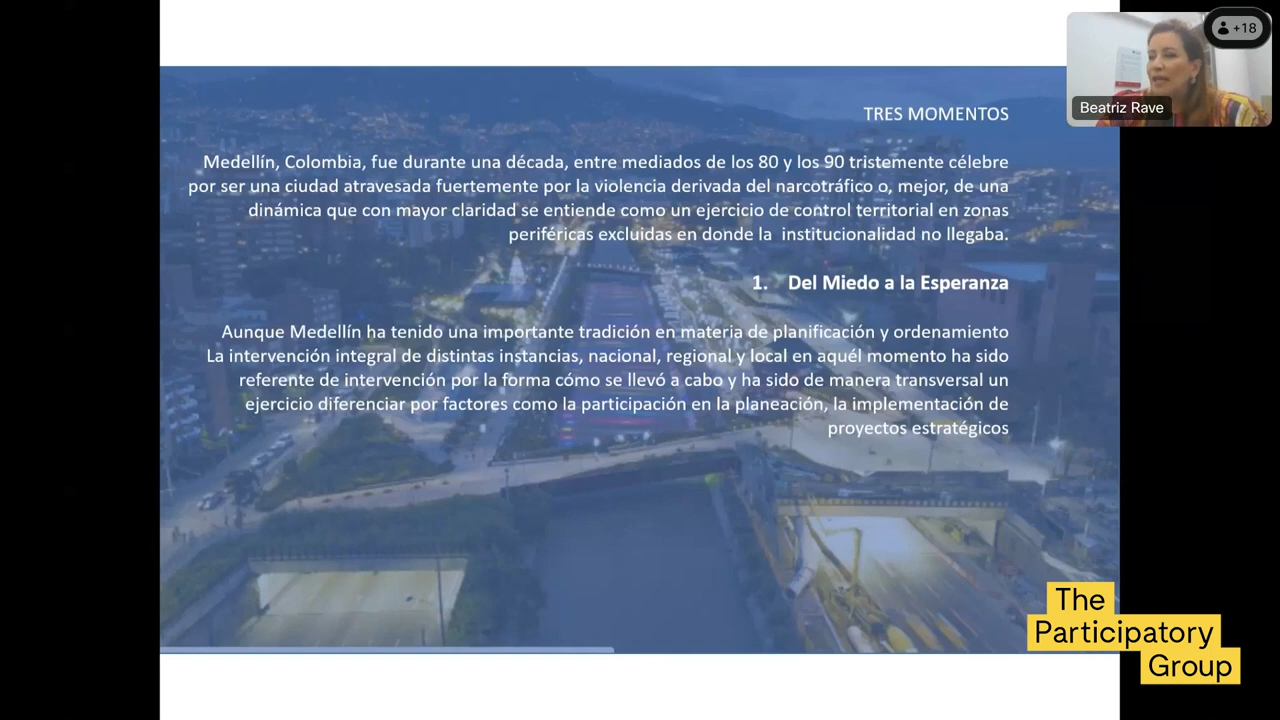 +18
Beatriz Rave
TRES MOMENTOS
Medellín, Colombia, fue durante una década, entre mediados de los 80 y los 90 tristemente célebre
por ser una ciudad atravesada fuertemente por la violencia derivada del narcotráfico o, mejor, de una
dinámica que con mayor claridad se entiende como un ejercicio de control territorial en zonas
periféricas excluidas en donde la institucionalidad no llegaba.
1. Del Miedo a la Esperanza
Aunque Medellín ha tenido una importante tradición en materia de planificación y ordenamiento
La intervención integral de distintas instancias, nacional, regional y local en aquél momento ha sido
referente de intervención por la forma cómo se llevó a cabo y ha sido de manera transversal un
ejercicio diferenciar por factores como la participación en la planeación, la implementación de
proyectos estratégicos
The
Participatory
Group